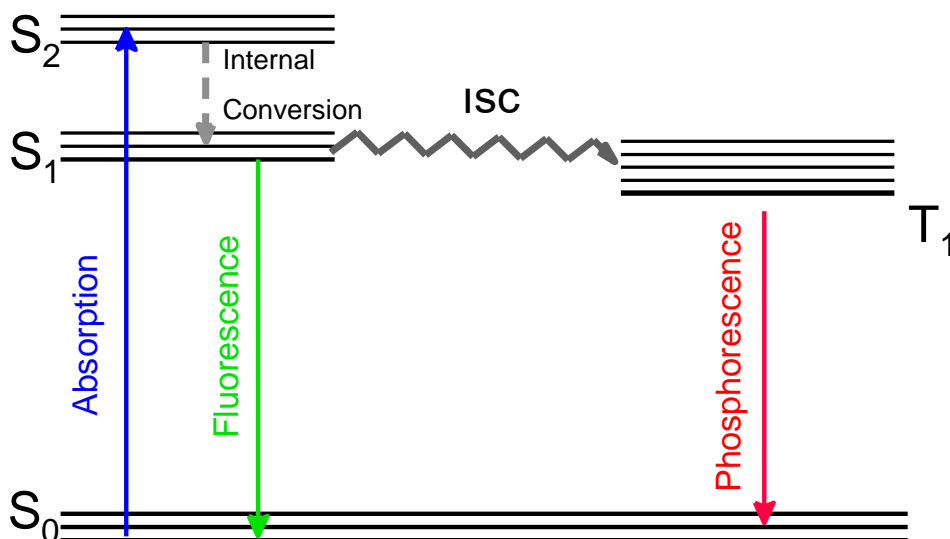 S2
Internal
Conversion
ISC
S1
T1
Absorption
Fluorescence
Phosphorescence
S0